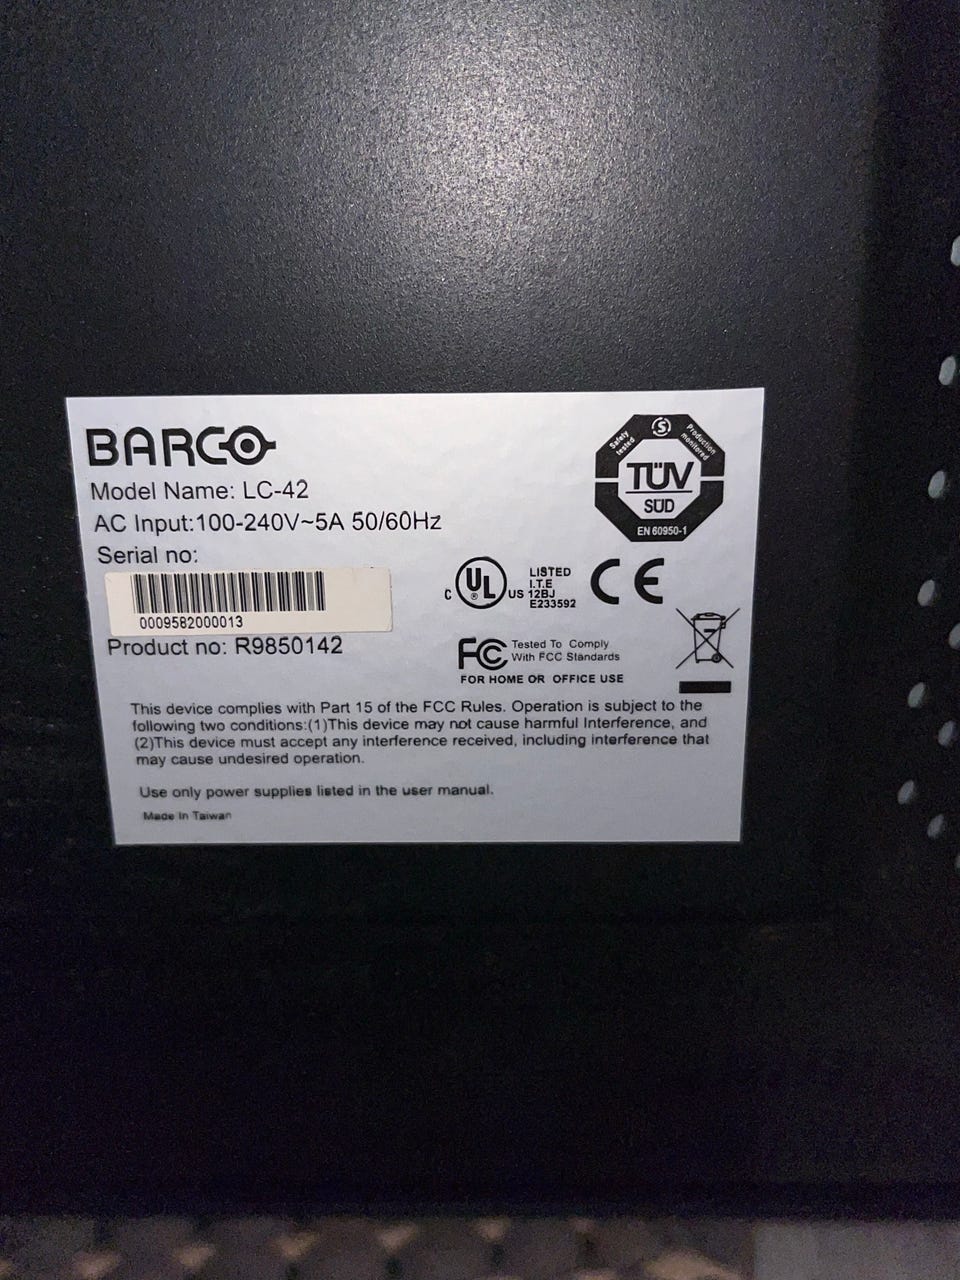 BARCO
Model Name: LC-42
AC Input:100-240V~5A 50/60Hz
Serial no:
0009582000013
Product no: R9850142
Safety tested
S
Production monitored
TÜV
SÜD
EN 60950-1
C UL ® US
LISTED
I.T.E
12BJ
E233592
CE
FC Tested To Comply
With FCC Standards
FOR HOME OR OFFICE USE
This device complies with Part 15 of the FCC Rules. Operation is subject to the
following two conditions:(1)This device may not cause harmful Interference, and
(2)This device must accept any interference received, including interference that
may cause undesired operation.
Use only power supplies listed in the user manual.
Made In Taiwan